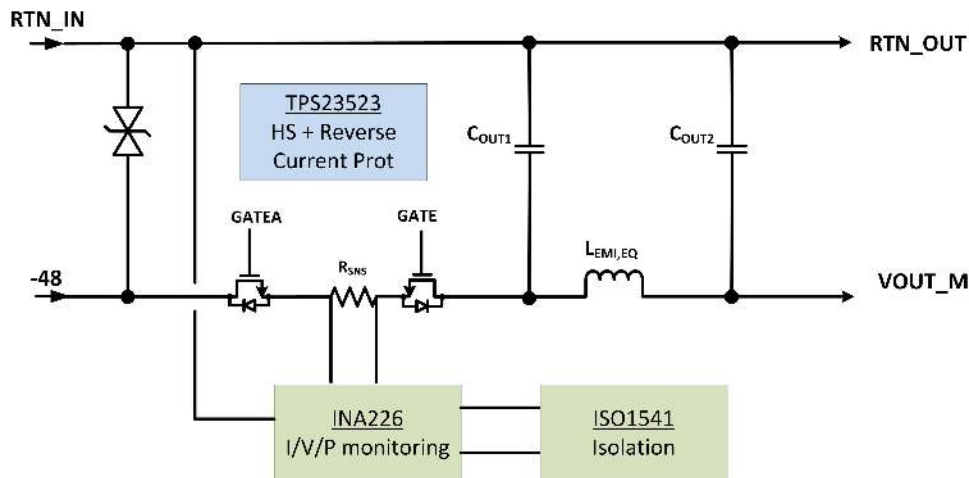 RTN_IN
RTN_OUT
TPS23523
HS + Reverse
Current Prot
COUT1
COUT2
GATEA
GATE
RSNS
LEMI,EQ
-48
VOUT_M
INA226
I/V/P monitoring
ISO1541
Isolation